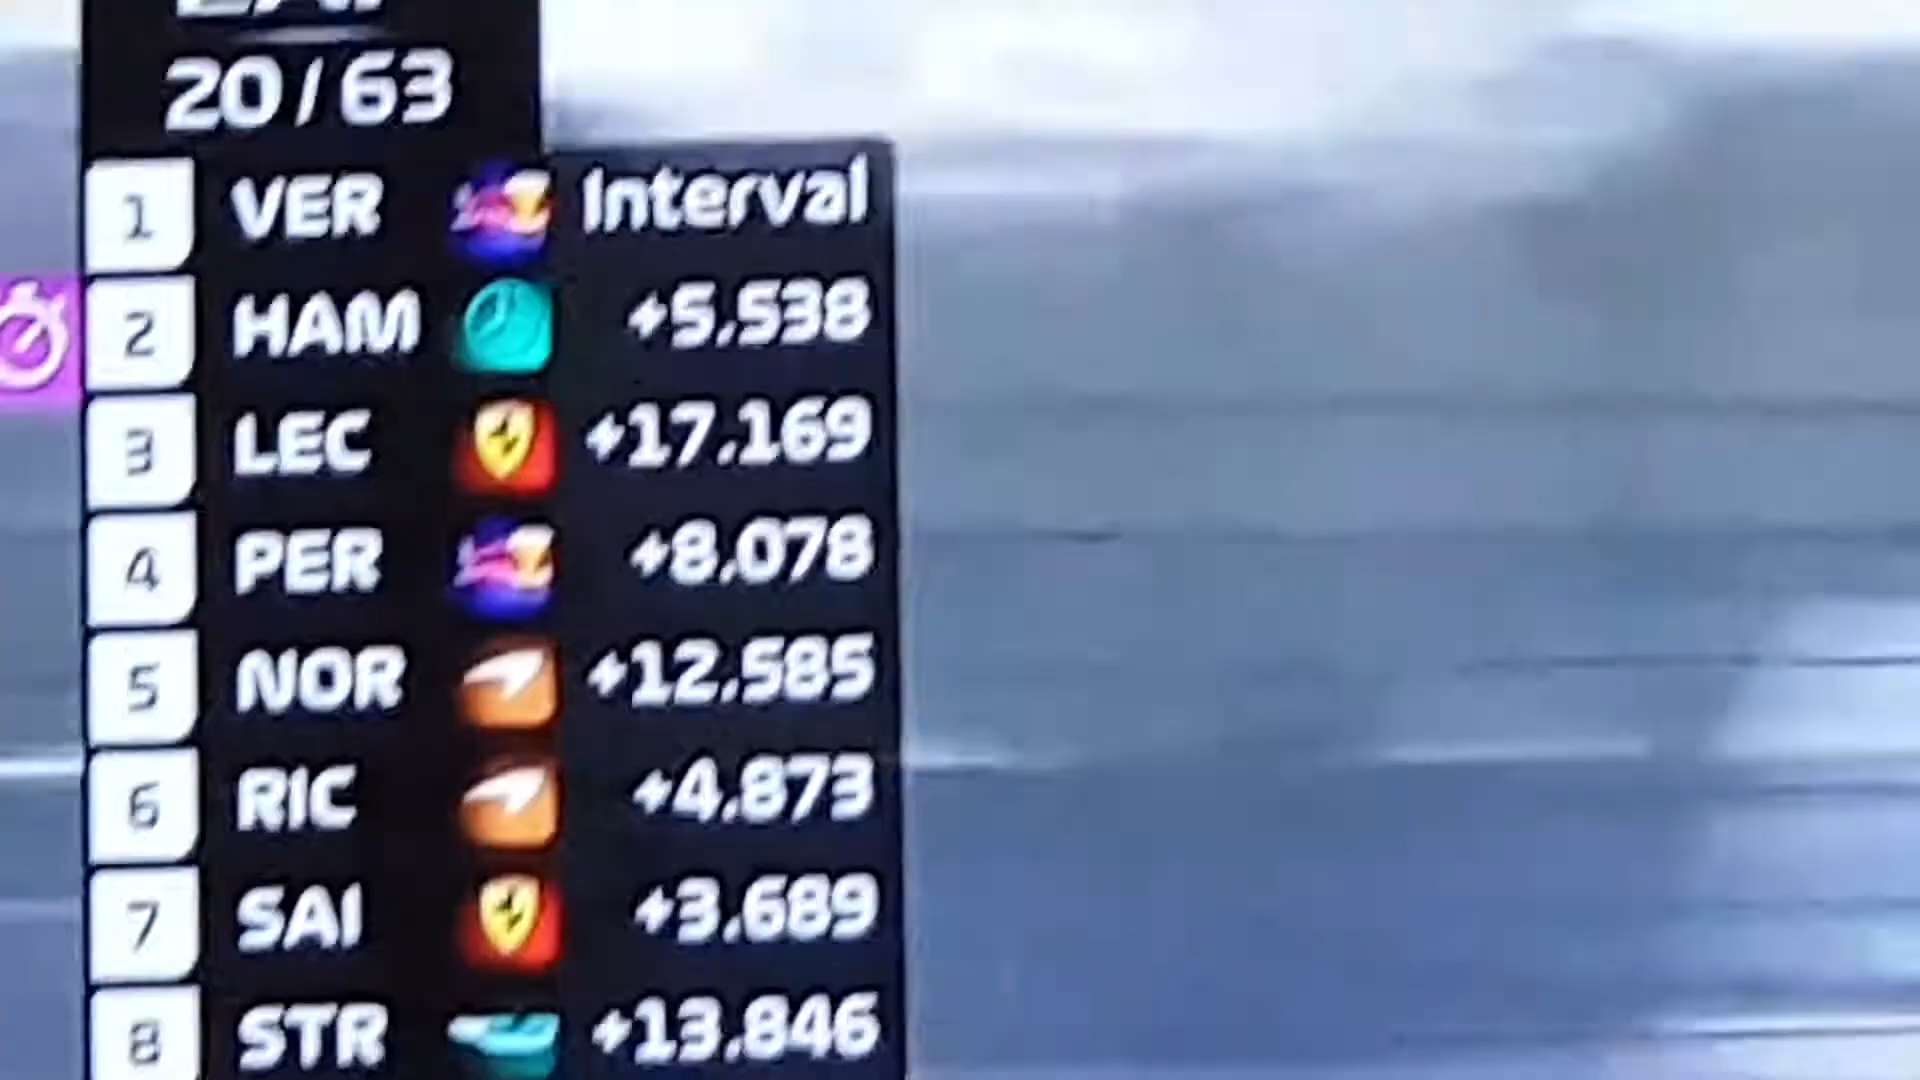 LAP
20 / 63
1 VER Interval
2 HAM +5.538
3 LEC +17.169
4 PER +8.078
5 NOR +12.585
6 RIC +4.873
7 SAI +3.689
8 STR +13.846